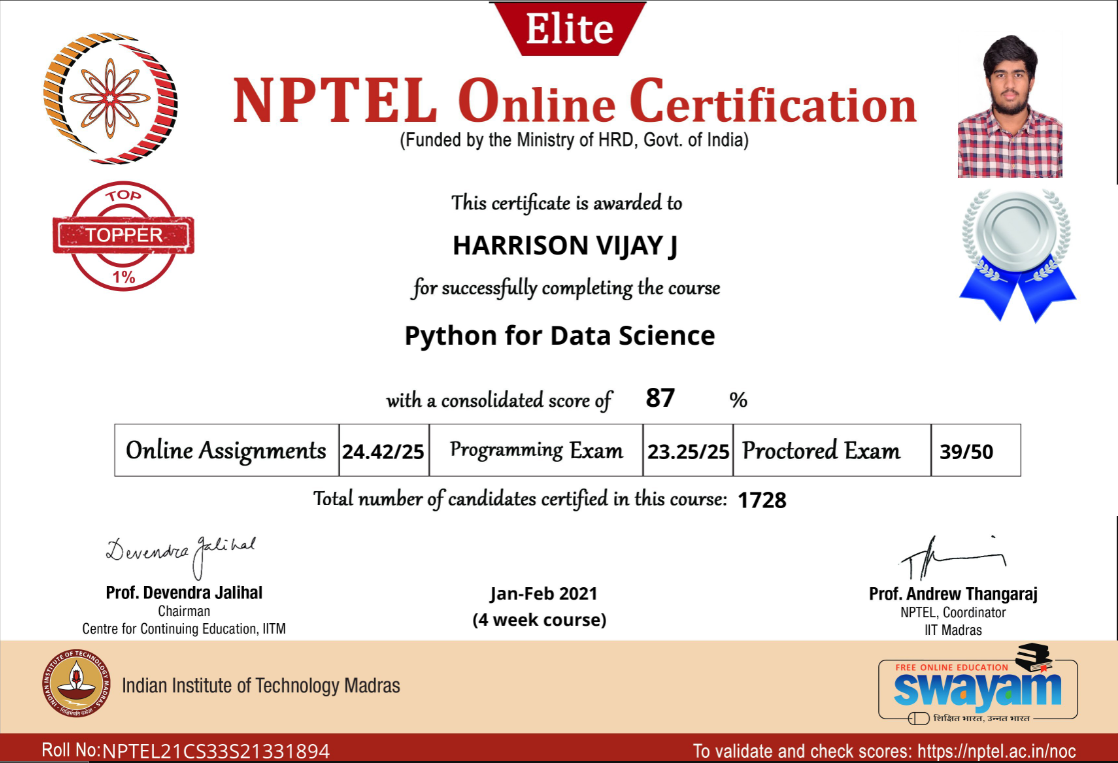 Elite
NPTEL Online Certification
(Funded by the Ministry of HRD, Govt. of India)
TOP
TOPPER
1%
This certificate is awarded to
HARRISON VIJAY J
for successfully completing the course
Python for Data Science
with a consolidated score of 87 %
Online Assignments 24.42/25 Programming Exam 23.25/25 Proctored Exam 39/50
Total number of candidates certified in this course: 1728
Devendra Jalihal
Prof. Devendra Jalihal
Chairman
Centre for Continuing Education, IITM
Jan-Feb 2021
(4 week course)
Prof. Andrew Thangaraj
NPTEL, Coordinator
IIT Madras
INDIAN INSTITUTE OF TECHNOLOGY MADRAS
Indian Institute of Technology Madras
FREE ONLINE EDUCATION
swayam
शिक्षित भारत, उन्नत भारत
Roll No:NPTEL21CS33S21331894
To validate and check scores: https://nptel.ac.in/noc